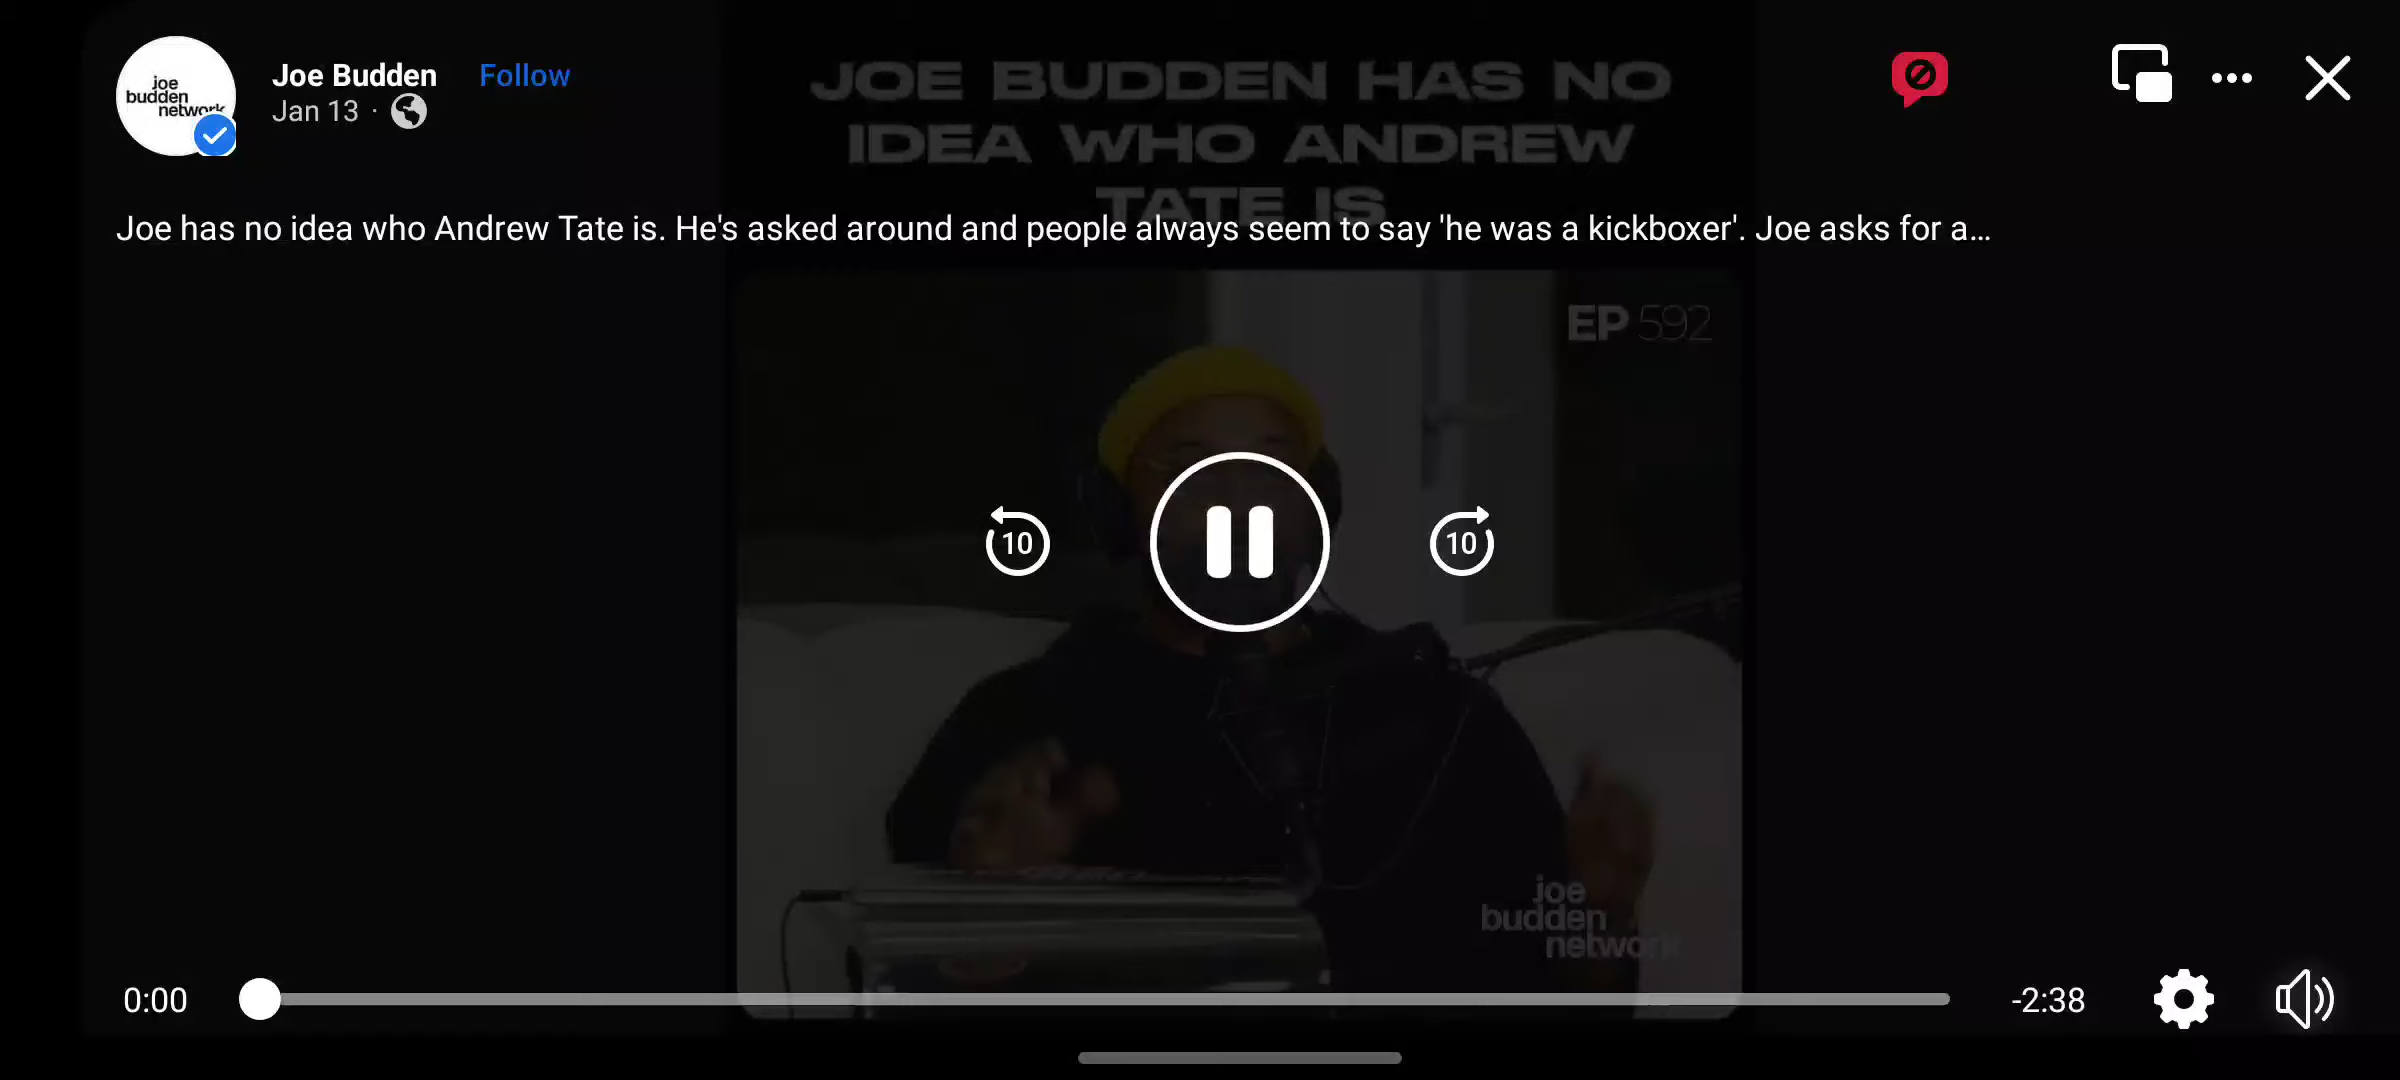 joe
budden
network
Joe Budden Follow
Jan 13 ·
JOE BUDDEN HAS NO
IDEA WHO ANDREW
TATE IS
Joe has no idea who Andrew Tate is. He's asked around and people always seem to say 'he was a kickboxer'. Joe asks for a...
EP 592
10
10
joe
budden
network
0:00
-2:38